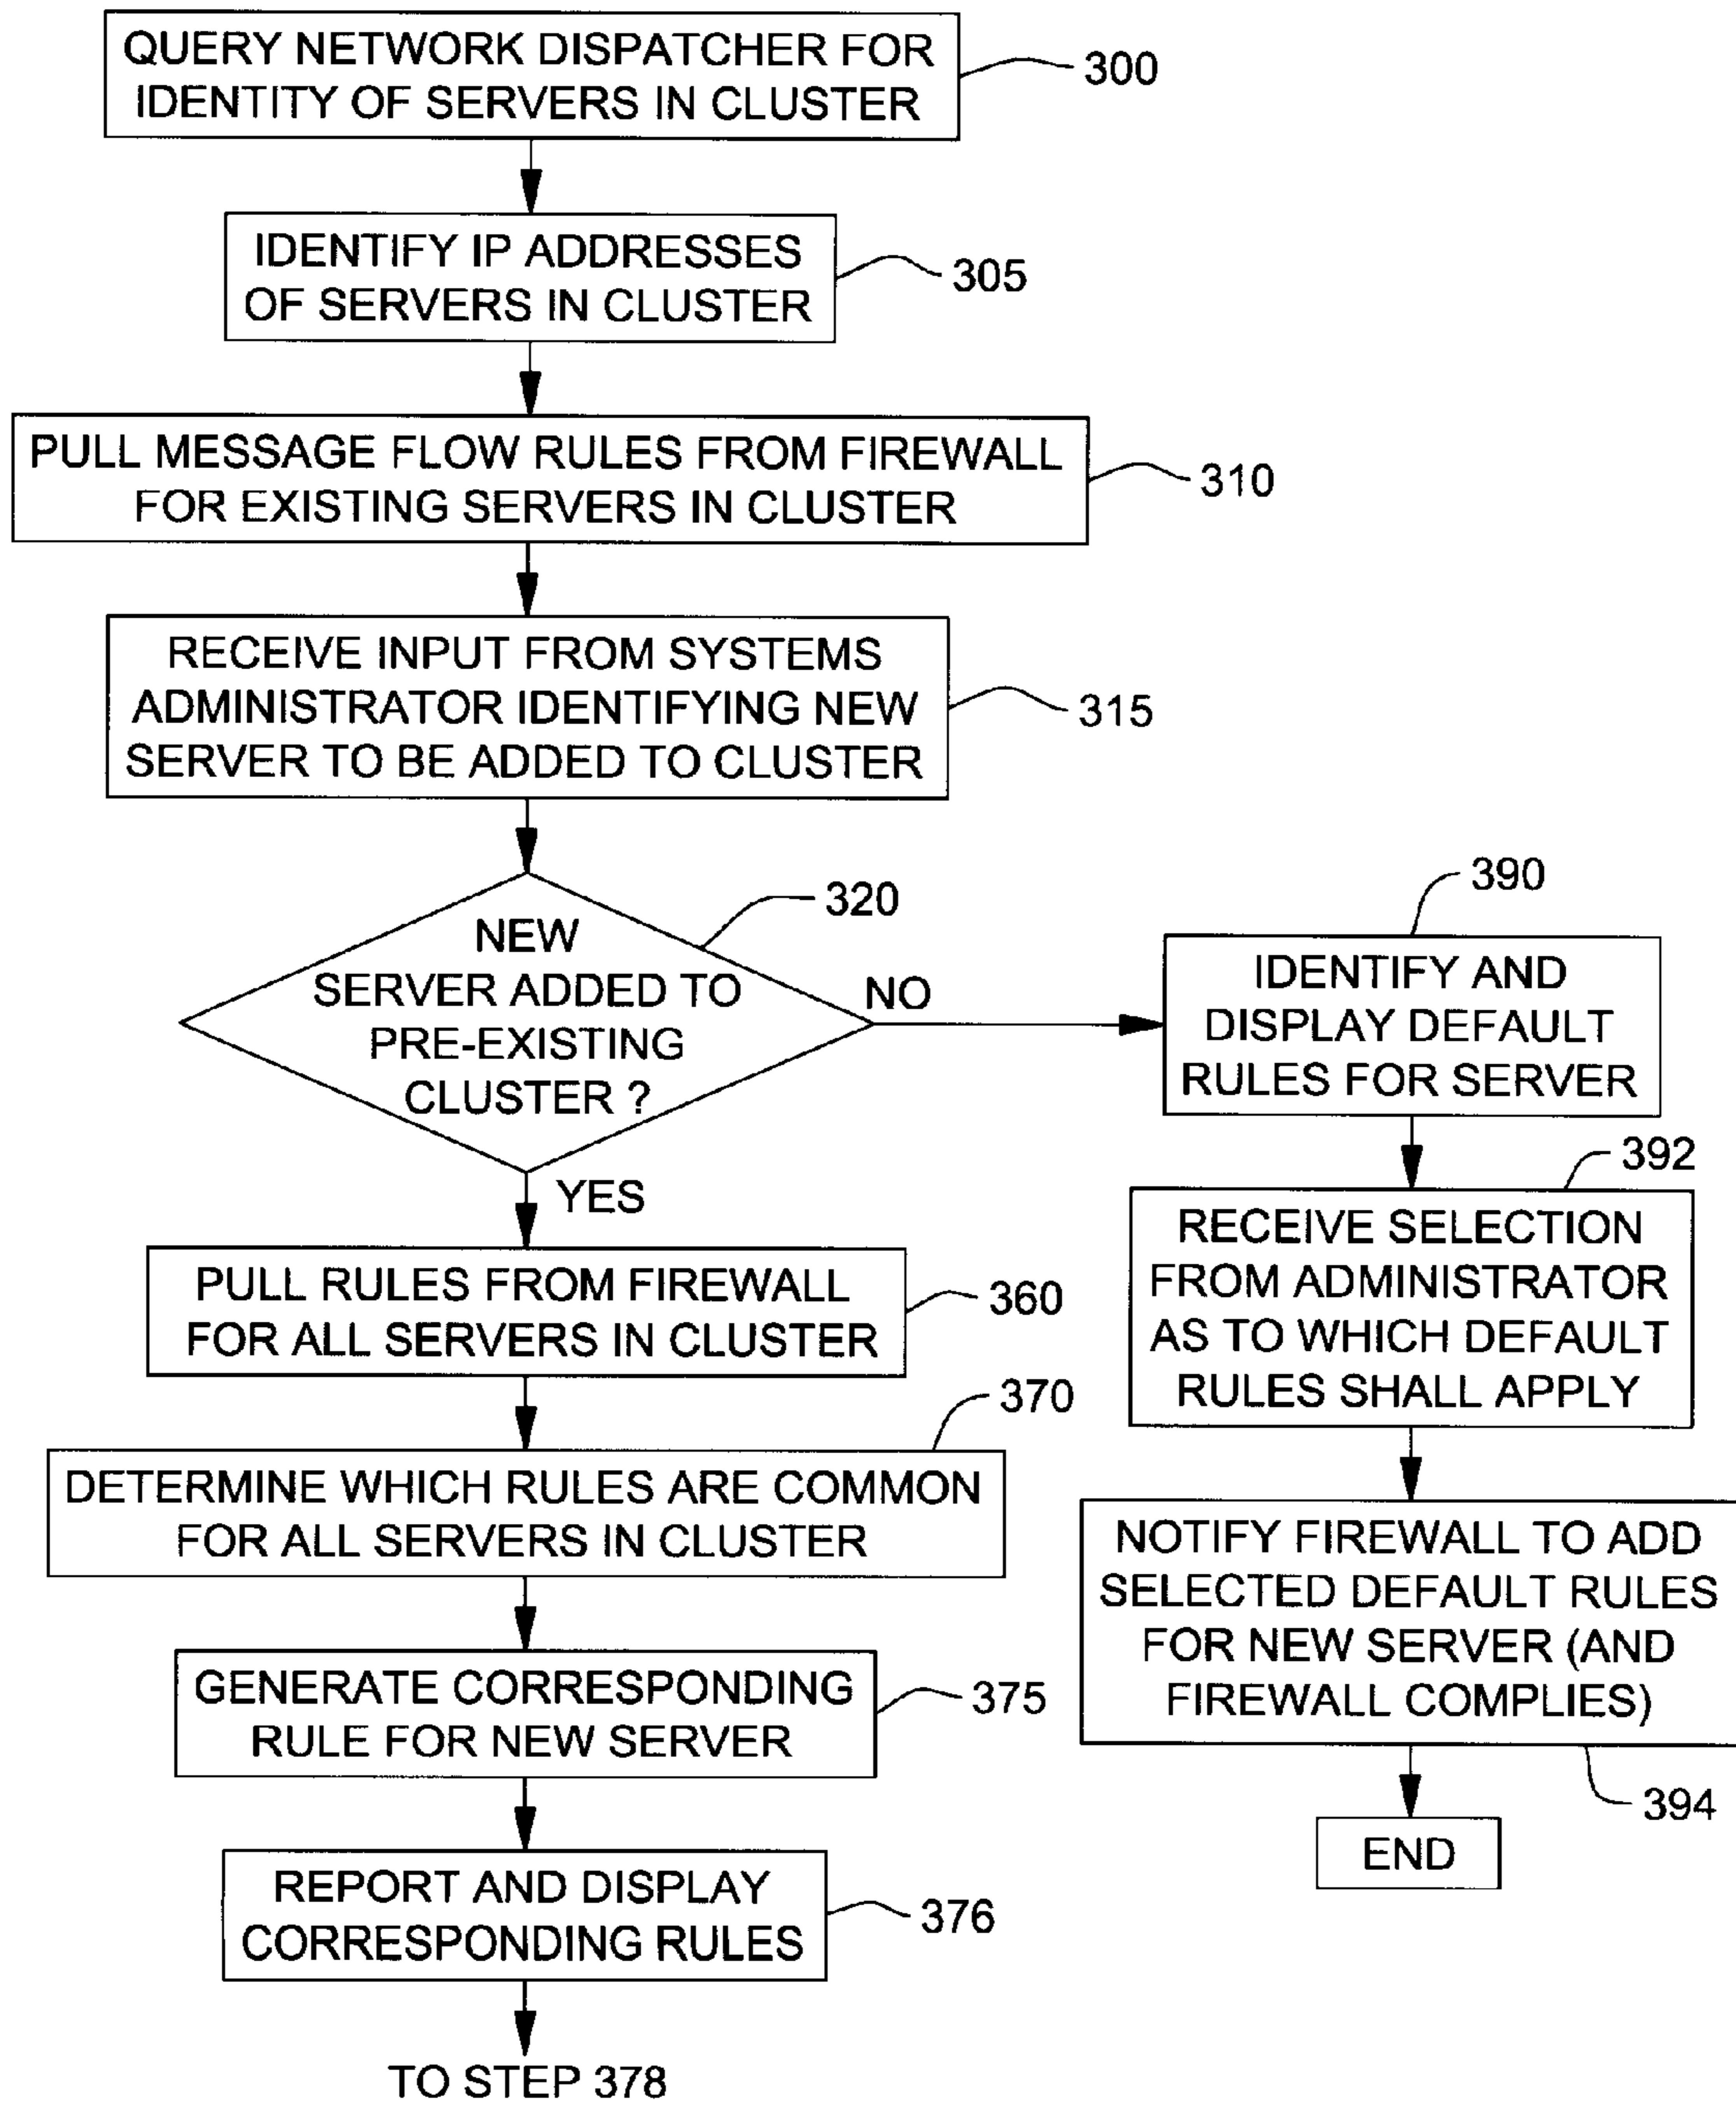 QUERY NETWORK DISPATCHER FOR
IDENTITY OF SERVERS IN CLUSTER
300
IDENTIFY IP ADDRESSES
OF SERVERS IN CLUSTER
305
PULL MESSAGE FLOW RULES FROM FIREWALL
FOR EXISTING SERVERS IN CLUSTER
310
RECEIVE INPUT FROM SYSTEMS
ADMINISTRATOR IDENTIFYING NEW
SERVER TO BE ADDED TO CLUSTER
315
NEW
SERVER ADDED TO
PRE-EXISTING
CLUSTER ?
320
NO
YES
PULL RULES FROM FIREWALL
FOR ALL SERVERS IN CLUSTER
360
DETERMINE WHICH RULES ARE COMMON
FOR ALL SERVERS IN CLUSTER
370
GENERATE CORRESPONDING
RULE FOR NEW SERVER
375
REPORT AND DISPLAY
CORRESPONDING RULES
376
TO STEP 378
390
IDENTIFY AND
DISPLAY DEFAULT
RULES FOR SERVER
392
RECEIVE SELECTION
FROM ADMINISTRATOR
AS TO WHICH DEFAULT
RULES SHALL APPLY
NOTIFY FIREWALL TO ADD
SELECTED DEFAULT RULES
FOR NEW SERVER (AND
FIREWALL COMPLIES)
394
END